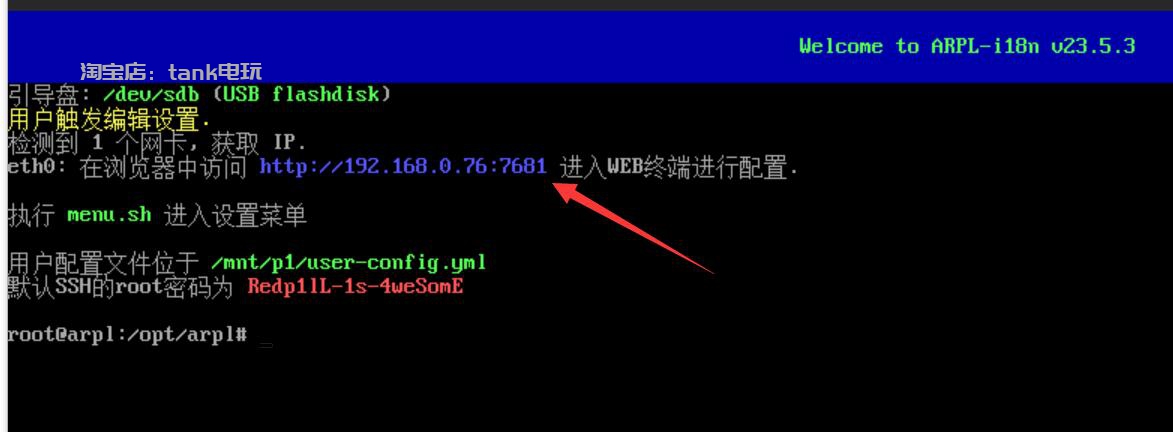 Welcome to ARPL-i18n v23.5.3
淘宝店：tank电玩
引导盘: /dev/sdb (USB flashdisk)
用户触发编辑设置.
检测到 1 个网卡, 获取 IP.
eth0: 在浏览器中访问 http://192.168.0.76:7681 进入WEB终端进行配置.
执行 menu.sh 进入设置菜单
用户配置文件位于 /mnt/p1/user-config.yml
默认SSH的root密码为 Redp1lL-1s-4weSomE
root@arpl:/opt/arpl# _